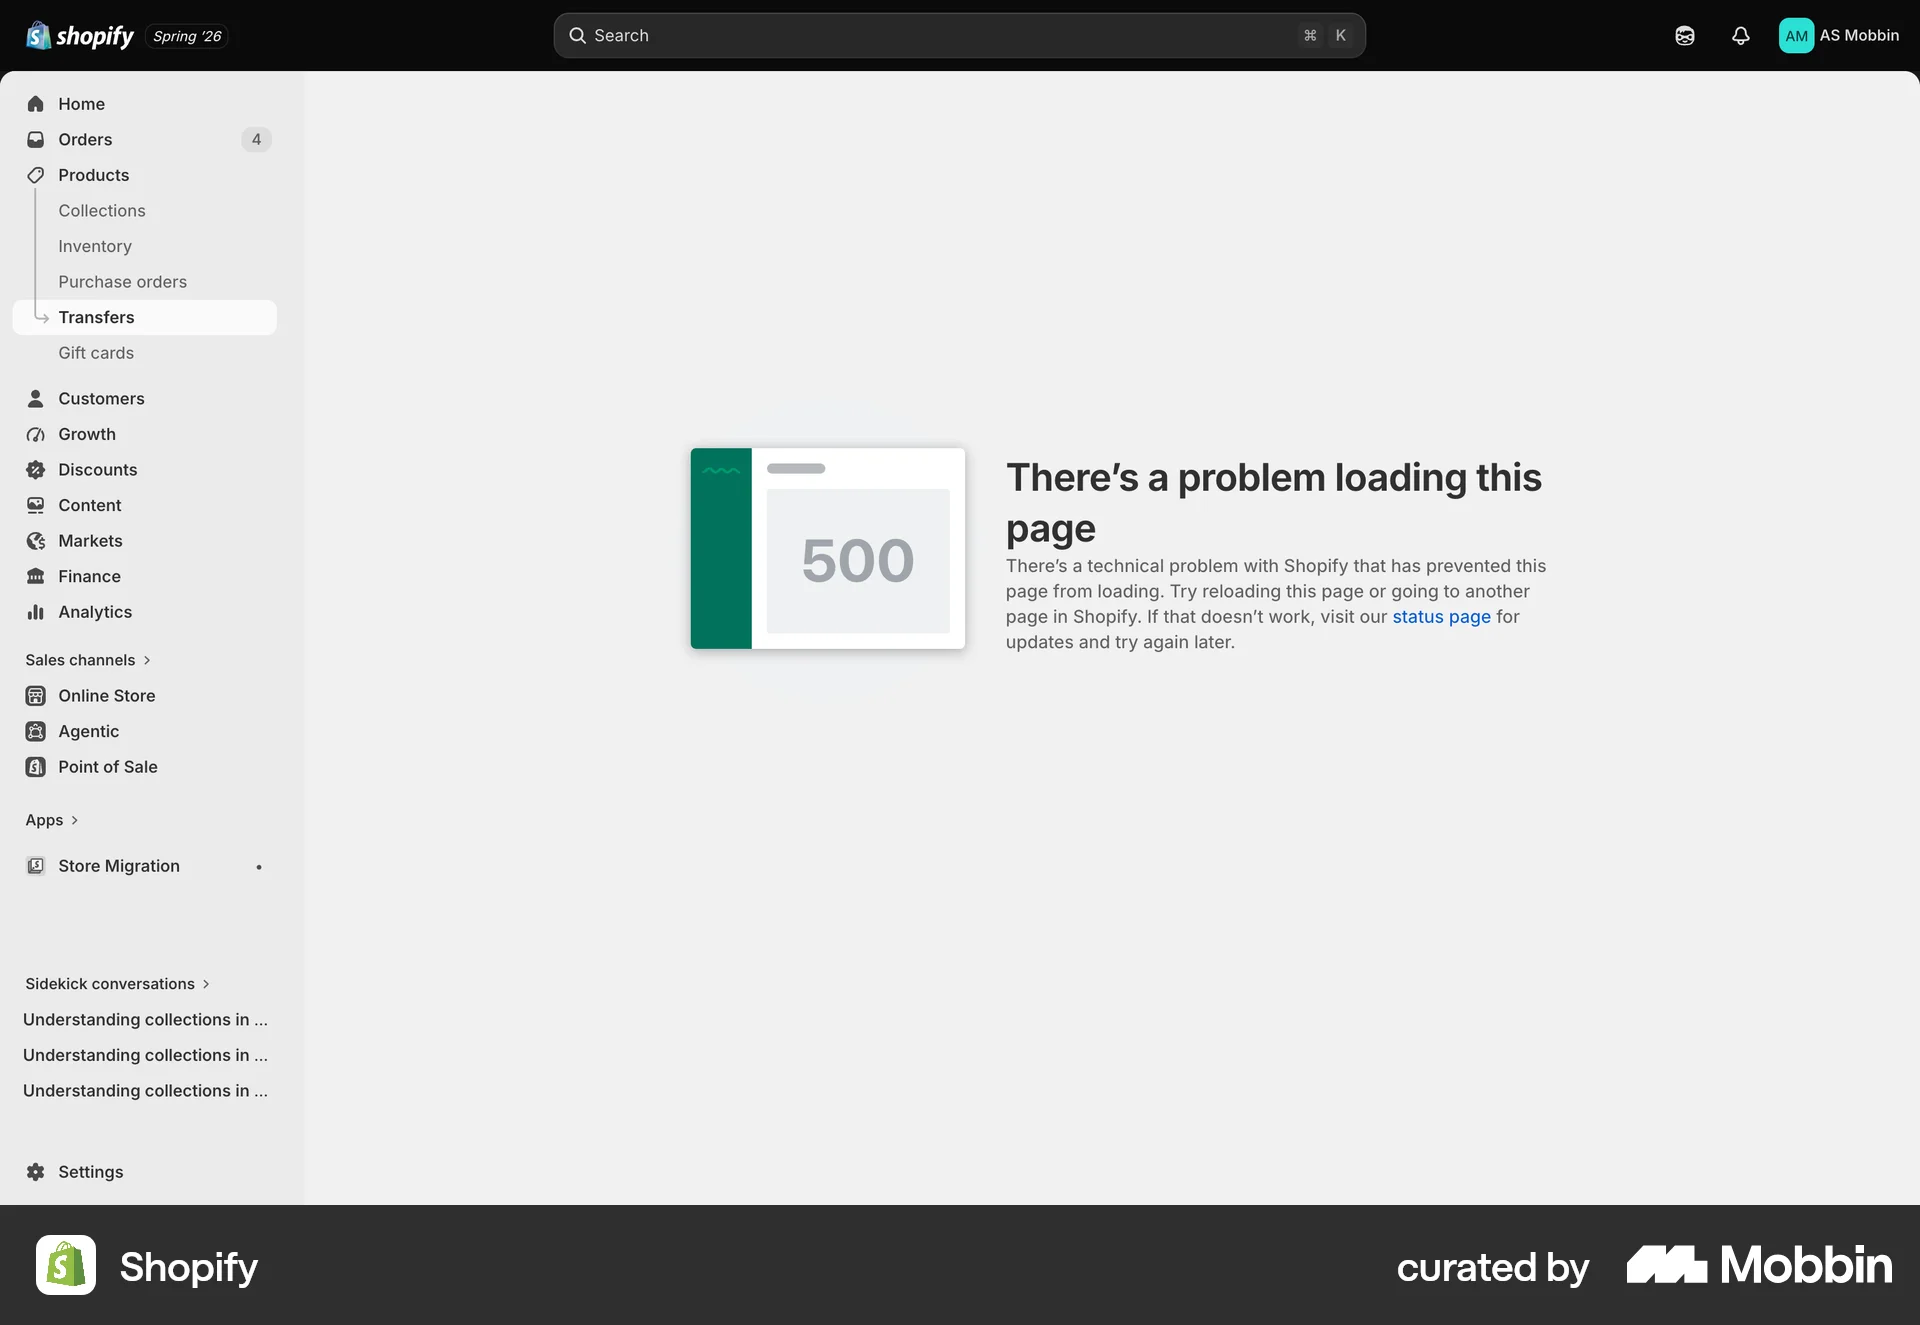 shopify Spring '26
Search ⌘ K
AM AS Mobbin
Home
Orders 4
Products
Collections
Inventory
Purchase orders
Transfers
Gift cards
Customers
Growth
Discounts
Content
Markets
Finance
Analytics
Sales channels
Online Store
Agentic
Point of Sale
Apps
Store Migration
Sidekick conversations
Understanding collections in ...
Understanding collections in ...
Understanding collections in ...
Settings
500
There’s a problem loading this
page
There’s a technical problem with Shopify that has prevented this
page from loading. Try reloading this page or going to another
page in Shopify. If that doesn’t work, visit our status page for
updates and try again later.
Shopify
curated by Mobbin